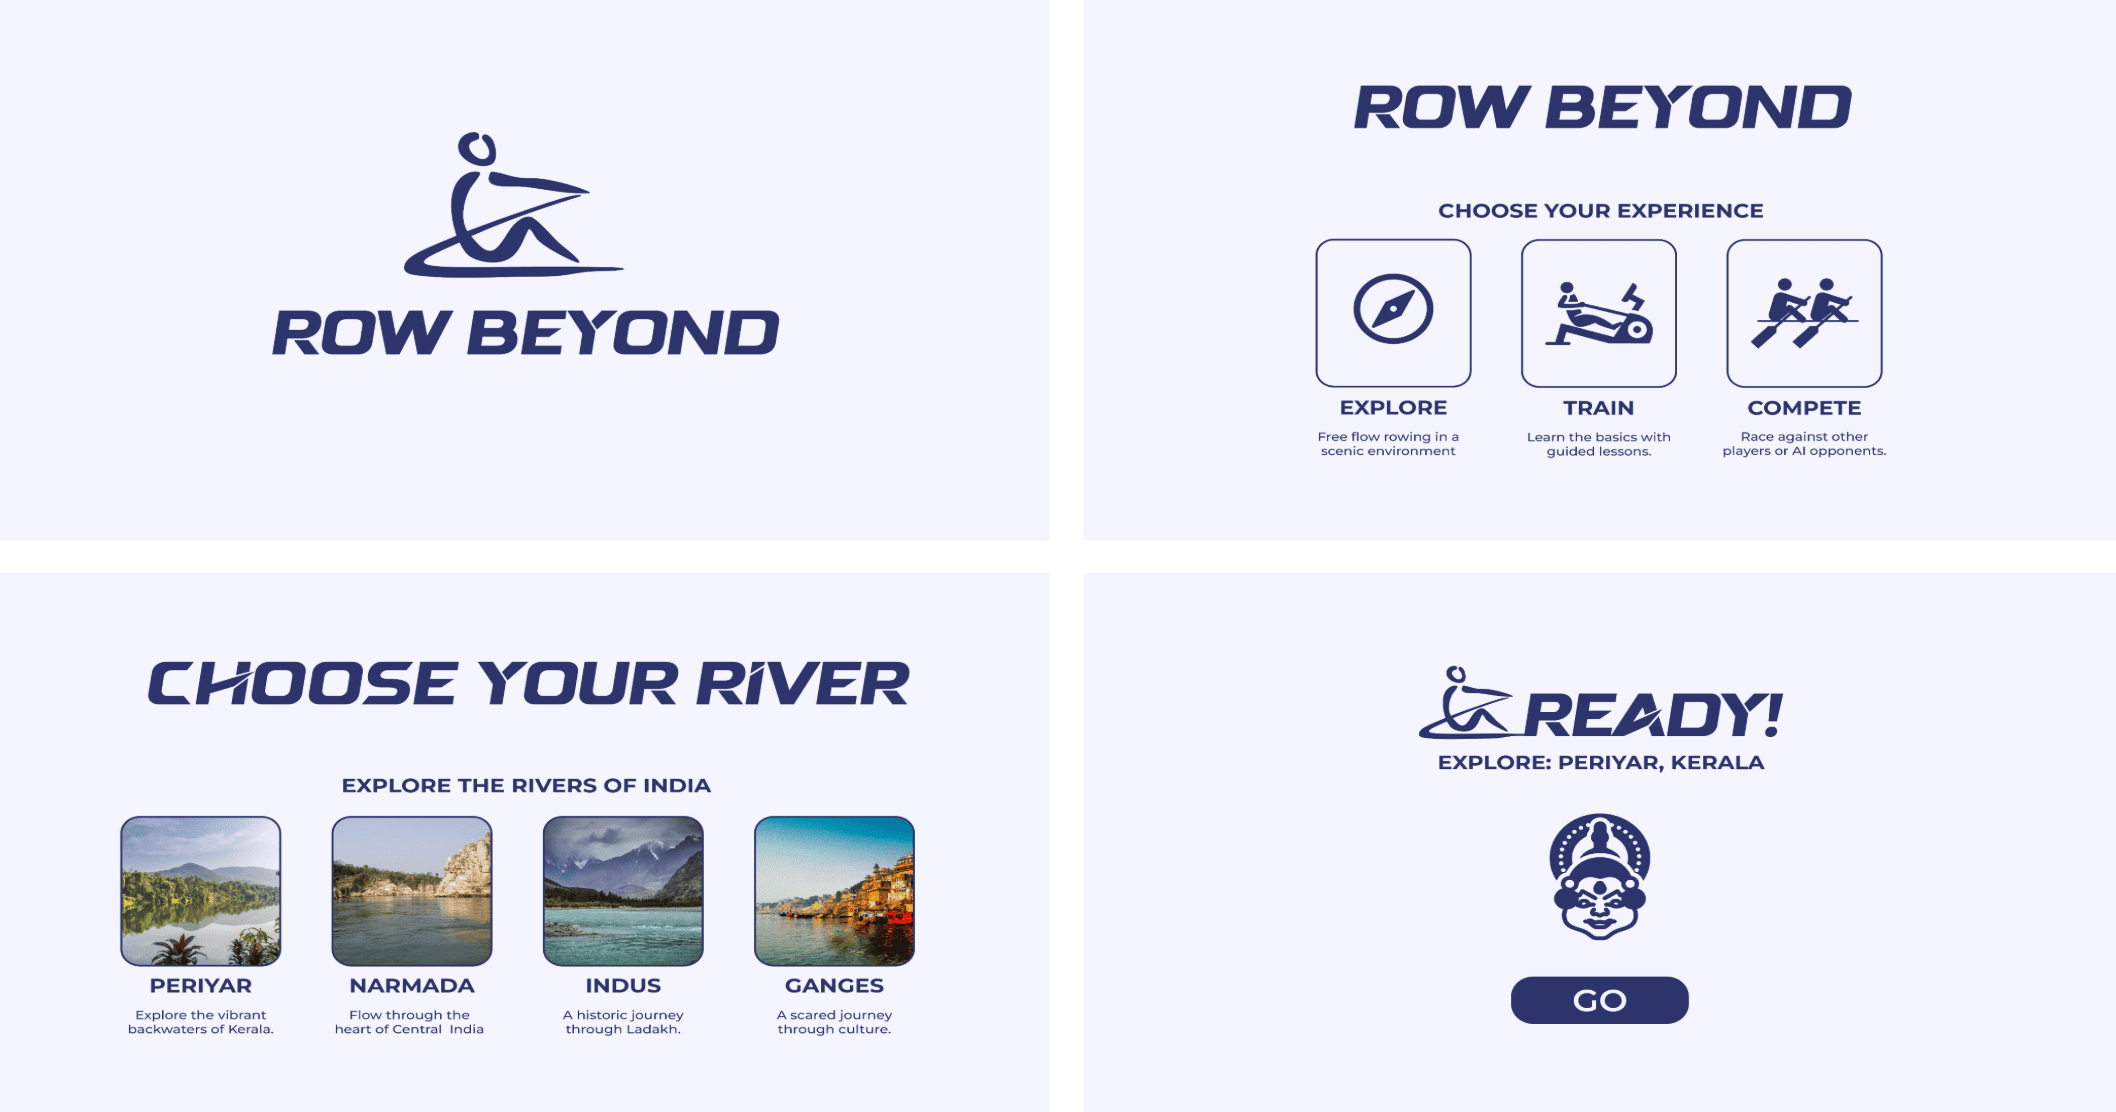 ROW BEYOND
ROW BEYOND
CHOOSE YOUR EXPERIENCE
EXPLORE
Free flow rowing in a
scenic environment
TRAIN
Learn the basics with
guided lessons.
COMPETE
Race against other
players or AI opponents.
CHOOSE YOUR RIVER
EXPLORE THE RIVERS OF INDIA
PERIYAR
Explore the vibrant
backwaters of Kerala.
NARMADA
Flow through the
heart of Central  India
INDUS
A historic journey
through Ladakh.
GANGES
A scared journey
through culture.
READY!
EXPLORE: PERIYAR, KERALA
GO